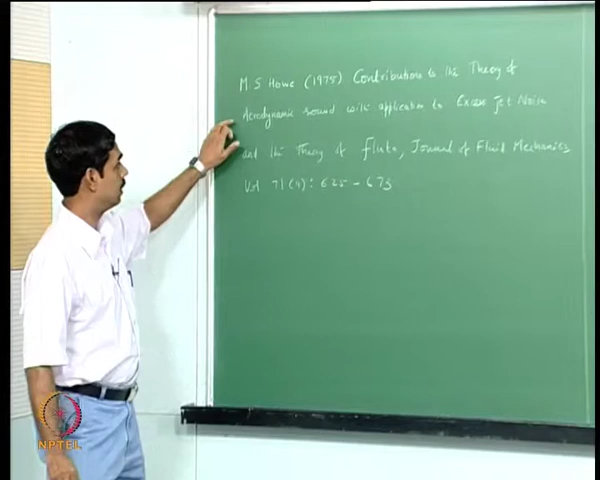 M.S Howe (1975) Contributions to the Theory of
Aerodynamic sound with application to Excess Jet Noise
and the Theory of Flute, Journal of Fluid Mechanics,
Vol 71 (4): 625 - 673
NPTEL